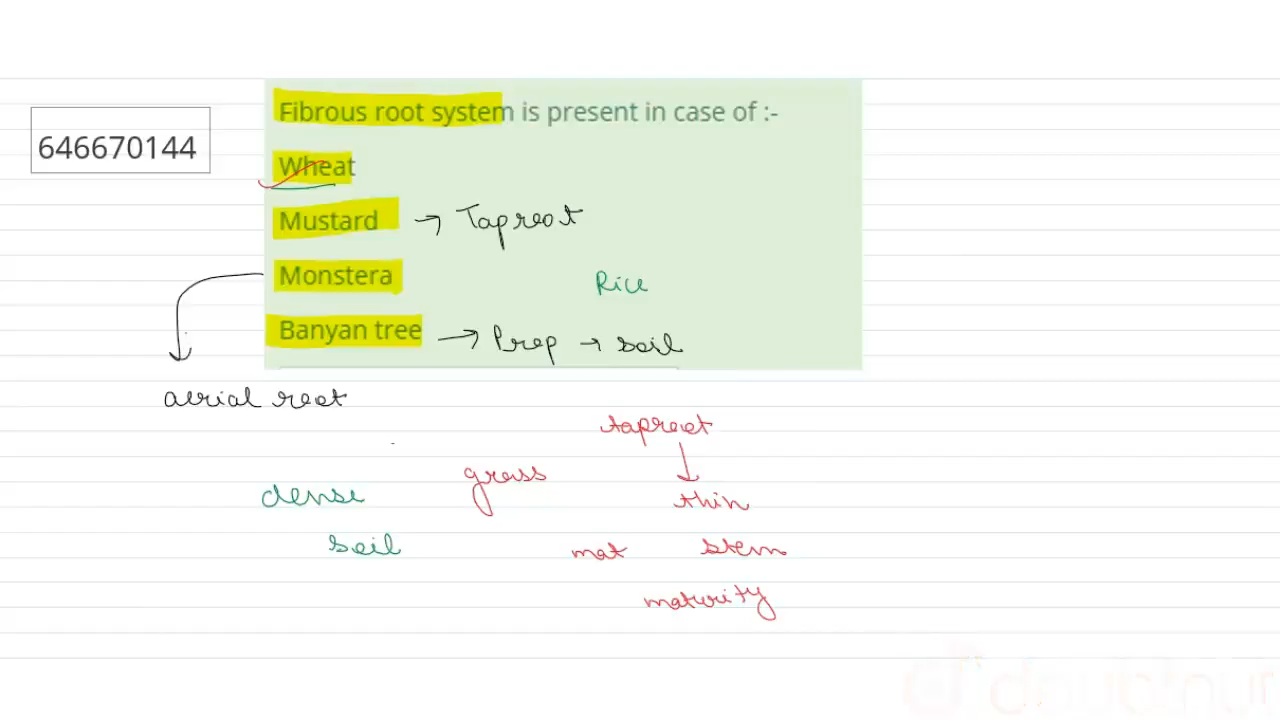 Fibrous root system is present in case of :-
646670144
Wheat
Mustard → Taproot
Monstera
Rice
Banyan tree → Prop → soil
aerial root
taproot
grass
dense
thin
soil
mat stem
maturity
doubtnut